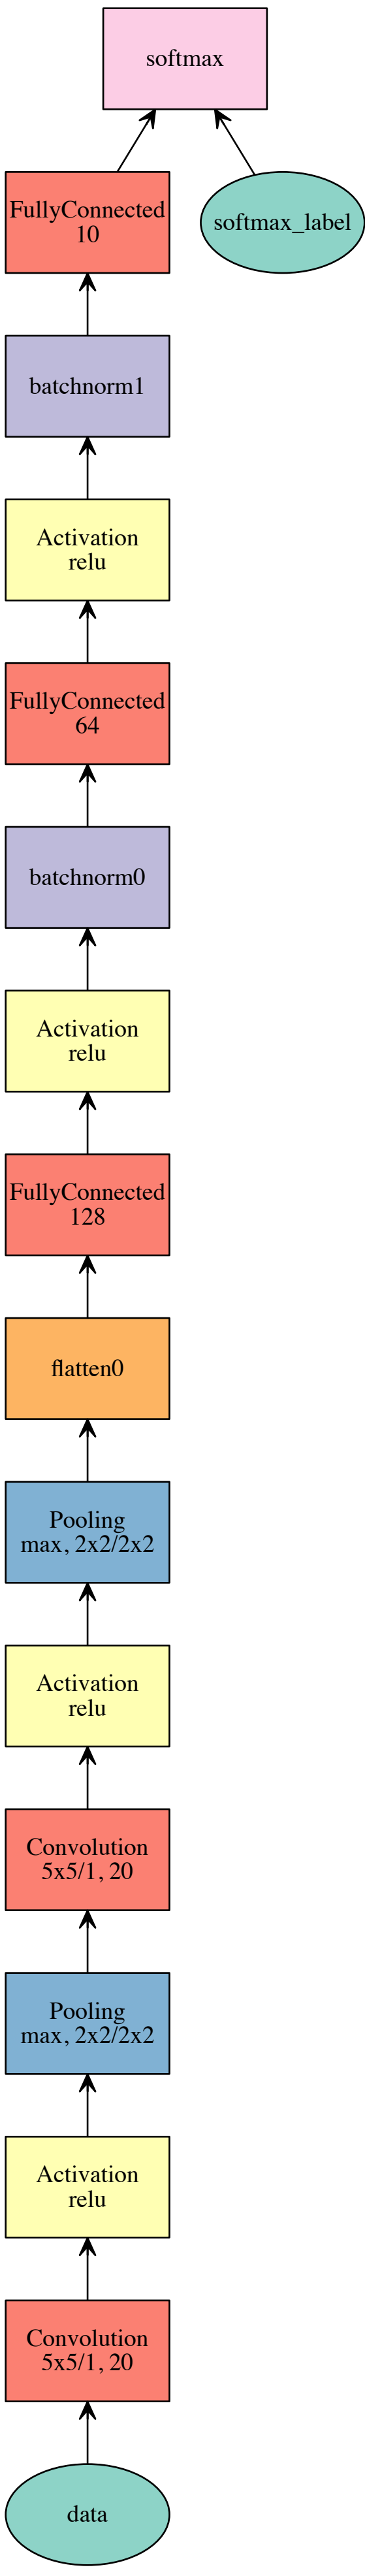 softmax
FullyConnected
10
softmax_label
batchnorm1
Activation
relu
FullyConnected
64
batchnorm0
Activation
relu
FullyConnected
128
flatten0
Pooling
max, 2x2/2x2
Activation
relu
Convolution
5x5/1, 20
Pooling
max, 2x2/2x2
Activation
relu
Convolution
5x5/1, 20
data